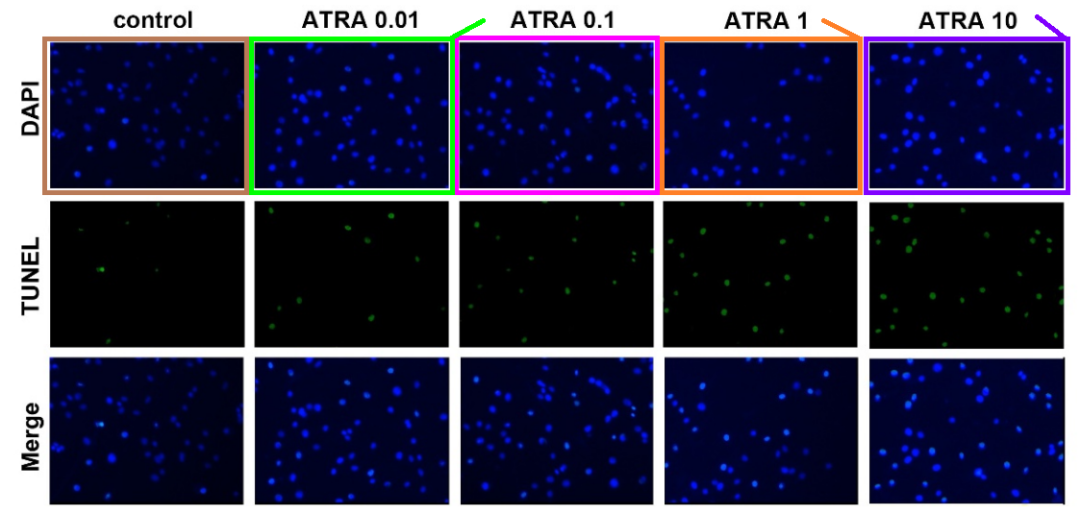 control ATRA 0.01 ATRA 0.1 ATRA 1 ATRA 10
DAPI
TUNEL
Merge